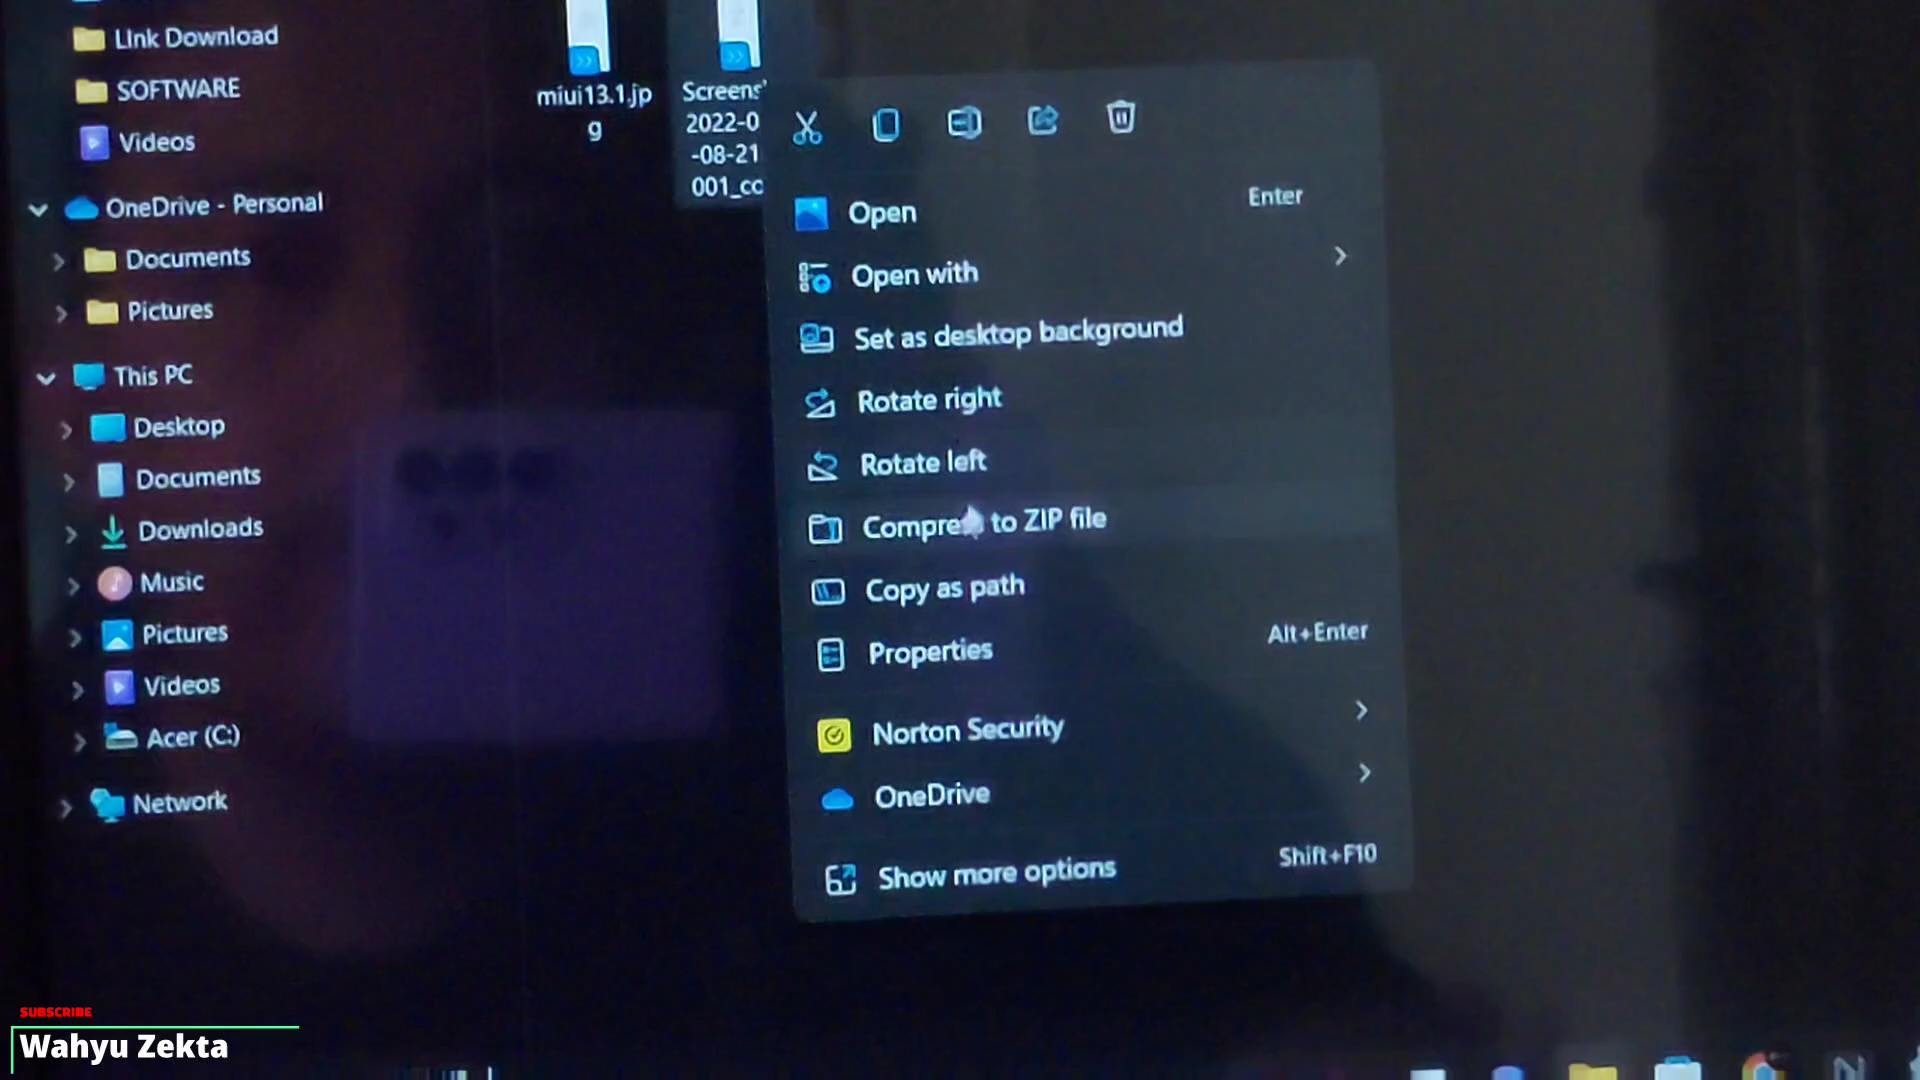 LInk Download
SOFTWARE
Videos
OneDrive - Personal
Documents
Pictures
This PC
Desktop
Documents
Downloads
Music
Pictures
Videos
Acer (C:)
Network
miui13.1.jp
g
Screens
2022-0
-08-21
001_co
Open Enter
Open with
Set as desktop background
Rotate right
Rotate left
Compress to ZIP file
Copy as path
Properties Alt+Enter
Norton Security
OneDrive
Show more options Shift+F10
SUBSCRIBE
Wahyu Zekta